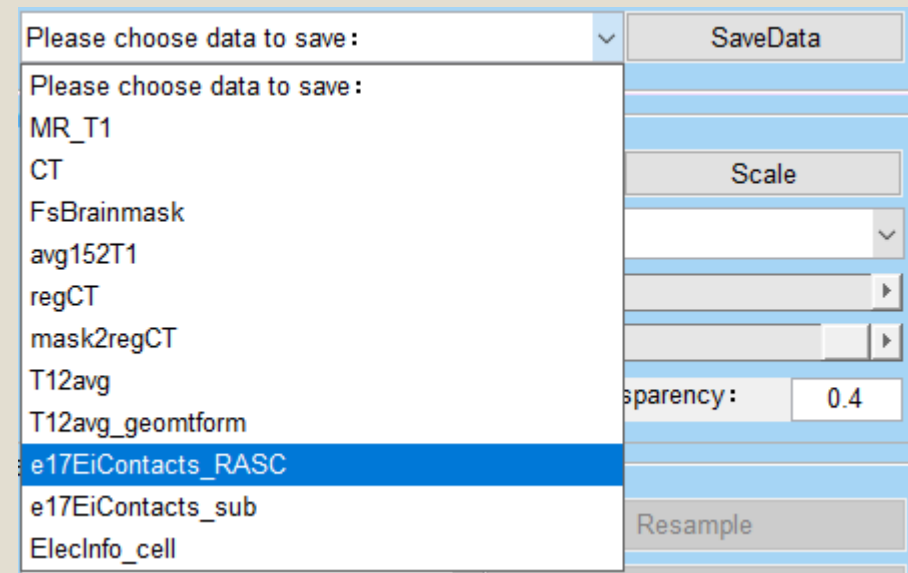 Please choose data to save:
SaveData
Please choose data to save:
MR_T1
CT
Scale
FsBrainmask
avg152T1
regCT
mask2regCT
T12avg
sparency:
0.4
T12avg_geomtform
e17EiContacts_RASC
e17EiContacts_sub
Resample
ElecInfo_cell